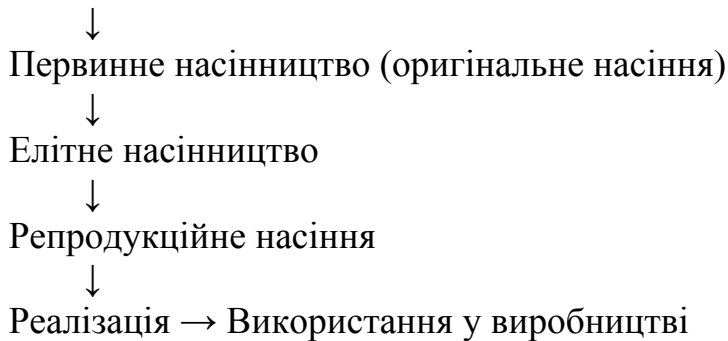 ↓
Первинне насінництво (оригінальне насіння)
↓
Елітне насінництво
↓
Репродукційне насіння
↓
Реалізація → Використання у виробництві